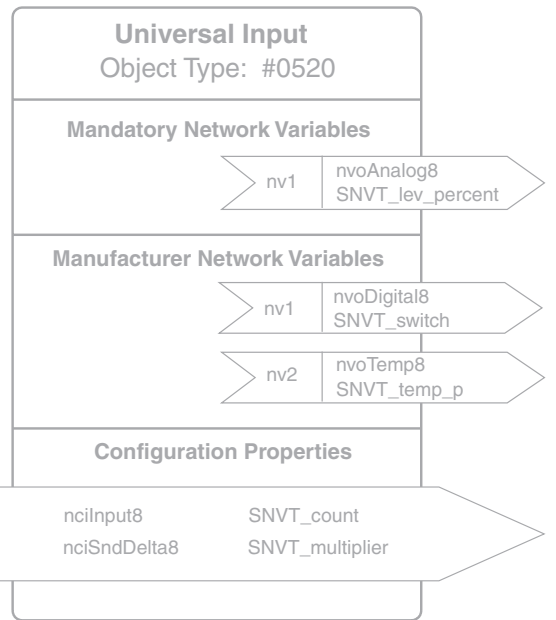 Universal Input
Object Type: #0520
Mandatory Network Variables
nv1
nvoAnalog8
SNVT_lev_percent
Manufacturer Network Variables
nv1
nvoDigital8
SNVT_switch
nv2
nvoTemp8
SNVT_temp_p
Configuration Properties
nciInput8 SNVT_count
nciSndDelta8 SNVT_multiplier